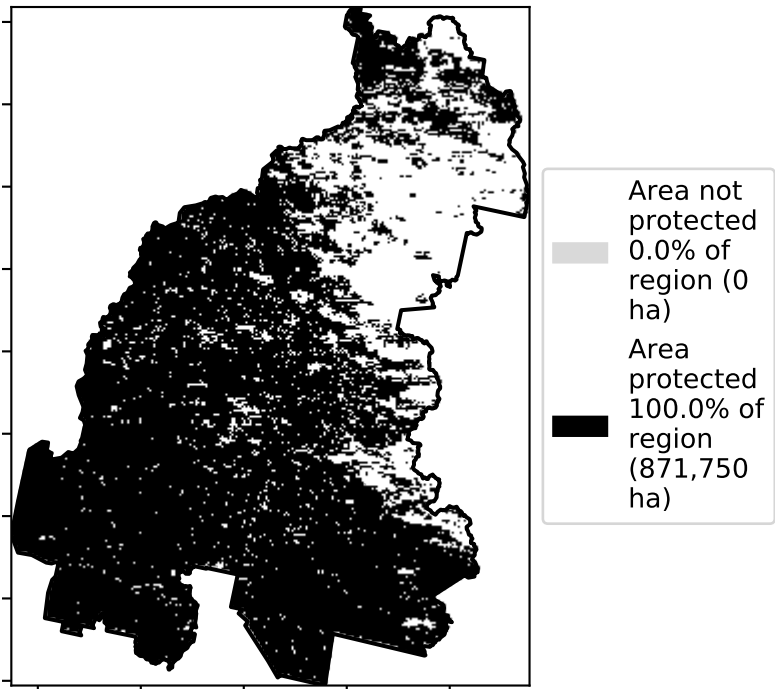 Area not
protected
0.0% of
region (0
ha)
Area
protected
100.0% of
region
(871,750
ha)